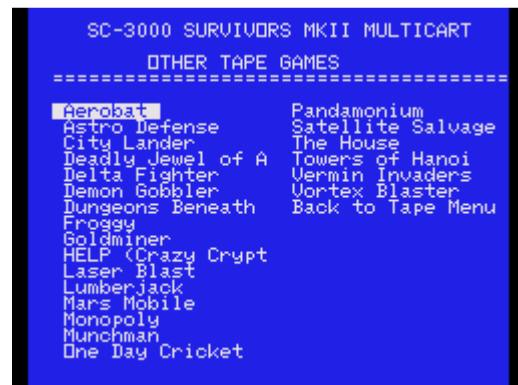 SC-3000 SURVIVORS MKII MULTICART
OTHER TAPE GAMES
======================================
Aerobat
Astro Defense
City Lander
Deadly Jewel of A
Delta Fighter
Demon Gobbler
Dungeons Beneath
Froggy
Goldminer
HELP (Crazy Crypt
Laser Blast
Lumberjack
Mars Mobile
Monopoly
Munchman
One Day Cricket
Pandamonium
Satellite Salvage
The House
Towers of Hanoi
Vermin Invaders
Vortex Blaster
Back to Tape Menu